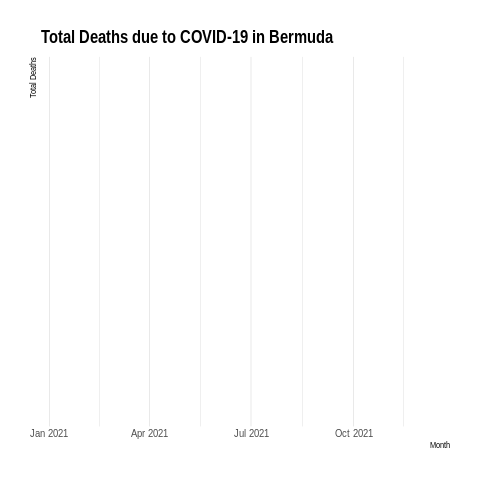 Total Deaths due to COVID-19 in Bermuda
Total Deaths
Jan 2021 Apr 2021 Jul 2021 Oct 2021
Month